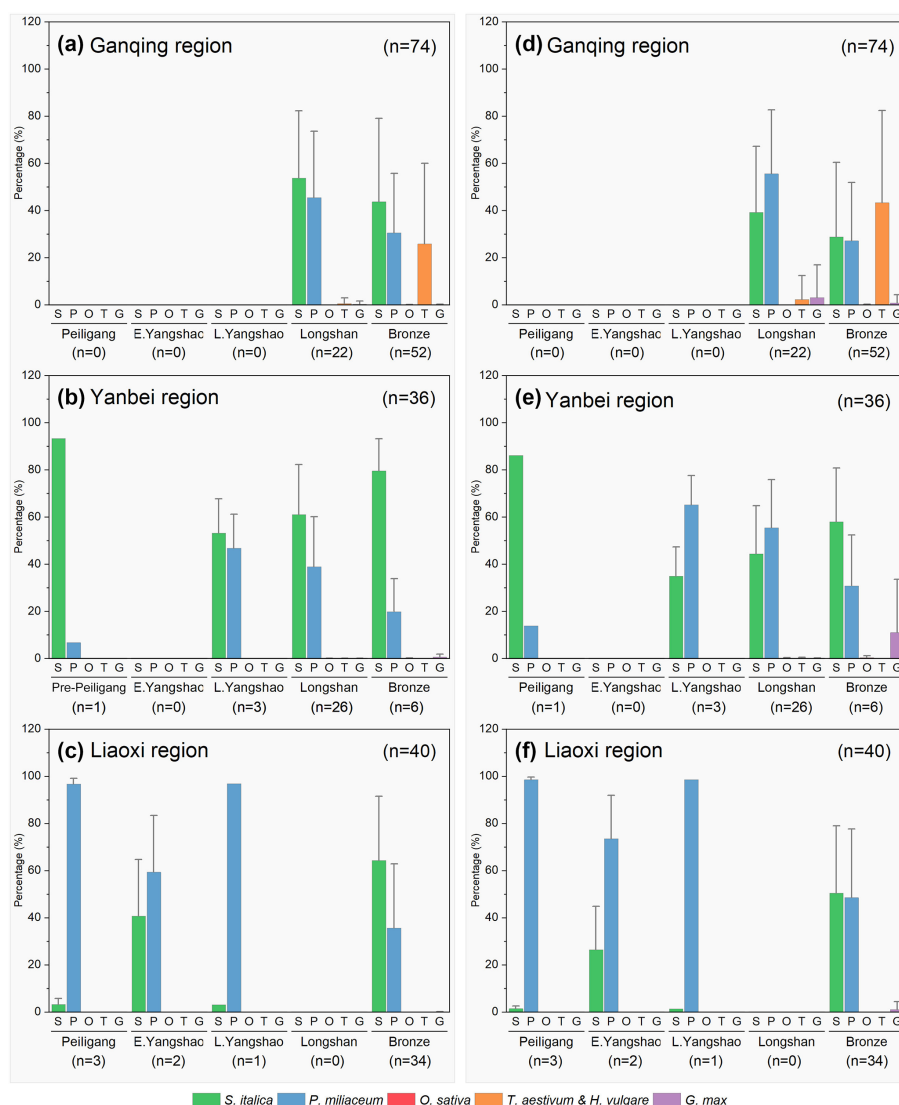 (a) Ganqing region (n=74)
Percentage (%)
120
100
80
60
40
20
0
S P O T G S P O T G S P O T G S P O T G S P O T G
Peiligang E.Yangshao L.Yangshao Longshan Bronze
(n=0) (n=0) (n=0) (n=22) (n=52)
(d) Ganqing region (n=74)
Percentage (%)
120
100
80
60
40
20
0
S P O T G S P O T G S P O T G S P O T G S P O T G
Peiligang E.Yangshao L.Yangshao Longshan Bronze
(n=0) (n=0) (n=0) (n=22) (n=52)
(b) Yanbei region (n=36)
Percentage (%)
120
100
80
60
40
20
0
S P O T G S P O T G S P O T G S P O T G S P O T G
Pre-Peiligang E.Yangshao L.Yangshao Longshan Bronze
(n=1) (n=0) (n=3) (n=26) (n=6)
(e) Yanbei region (n=36)
Percentage (%)
120
100
80
60
40
20
0
S P O T G S P O T G S P O T G S P O T G S P O T G
Peiligang E.Yangshao L.Yangshao Longshan Bronze
(n=1) (n=0) (n=3) (n=26) (n=6)
(c) Liaoxi region (n=40)
Percentage (%)
120
100
80
60
40
20
0
S P O T G S P O T G S P O T G S P O T G S P O T G
Peiligang E.Yangshao L.Yangshao Longshan Bronze
(n=3) (n=2) (n=1) (n=0) (n=34)
(f) Liaoxi region (n=40)
Percentage (%)
120
100
80
60
40
20
0
S P O T G S P O T G S P O T G S P O T G S P O T G
Peiligang E.Yangshao L.Yangshao Longshan Bronze
(n=3) (n=2) (n=1) (n=0) (n=34)
S. italica P. miliaceum O. sativa T. aestivum & H. vulgare G. max